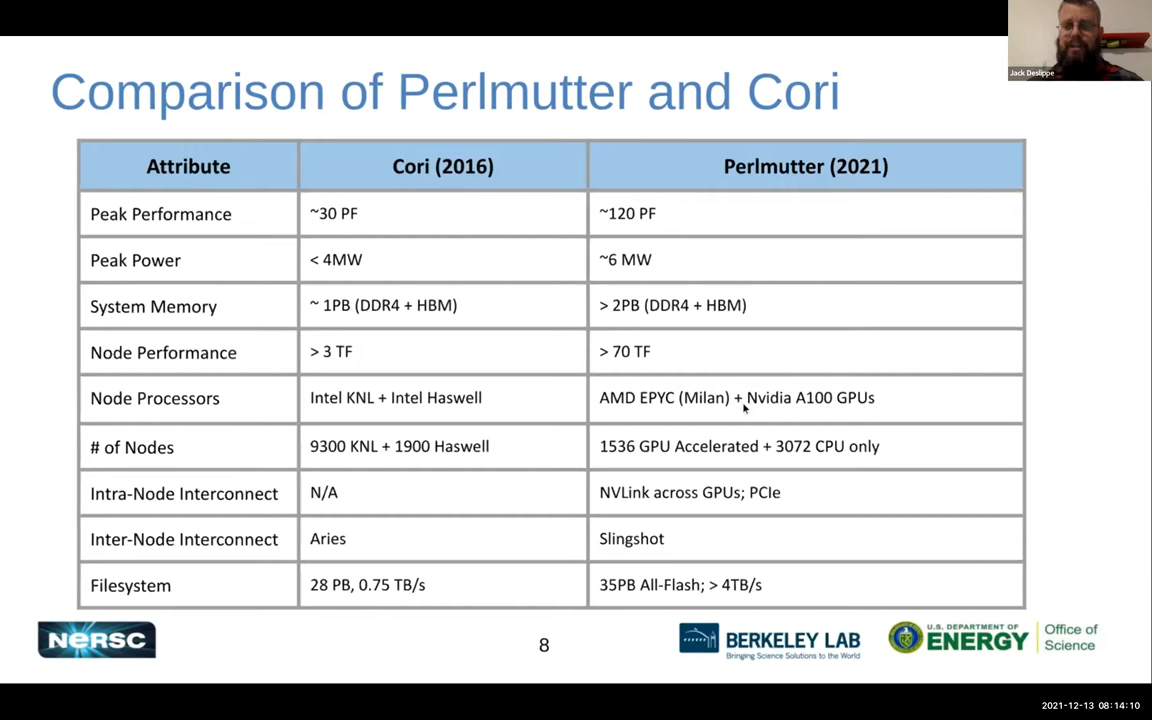 Jack Deslippe
Comparison of Perlmutter and Cori
Attribute Cori (2016) Perlmutter (2021)
Peak Performance ~30 PF ~120 PF
Peak Power < 4MW ~6 MW
System Memory ~ 1PB (DDR4 + HBM) > 2PB (DDR4 + HBM)
Node Performance > 3 TF > 70 TF
Node Processors Intel KNL + Intel Haswell AMD EPYC (Milan) + Nvidia A100 GPUs
# of Nodes 9300 KNL + 1900 Haswell 1536 GPU Accelerated + 3072 CPU only
Intra-Node Interconnect N/A NVLink across GPUs; PCIe
Inter-Node Interconnect Aries Slingshot
Filesystem 28 PB, 0.75 TB/s 35PB All-Flash; > 4TB/s
NERSC
8
BERKELEY LAB
Bringing Science Solutions to the World
U.S. DEPARTMENT OF
ENERGY
Office of
Science
2021-12-13 08:14:10